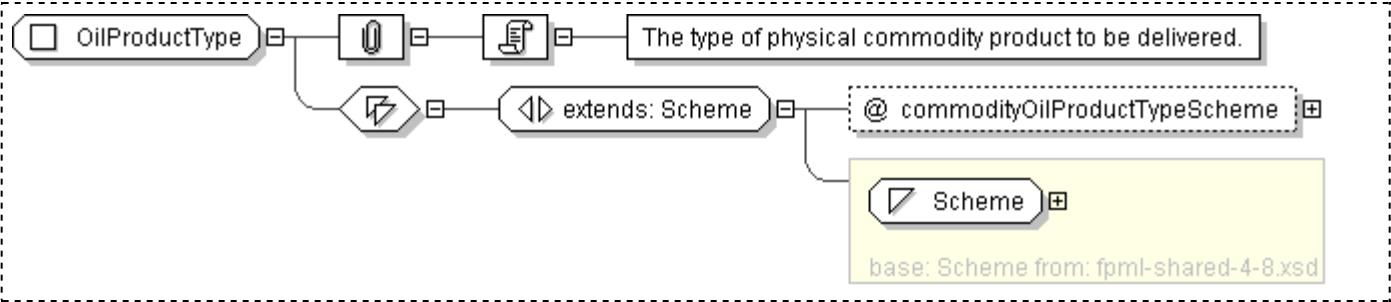 OilProductType
The type of physical commodity product to be delivered.
extends: Scheme
@ commodityOilProductTypeScheme
Scheme
base: Scheme from: fpml-shared-4-8.xsd